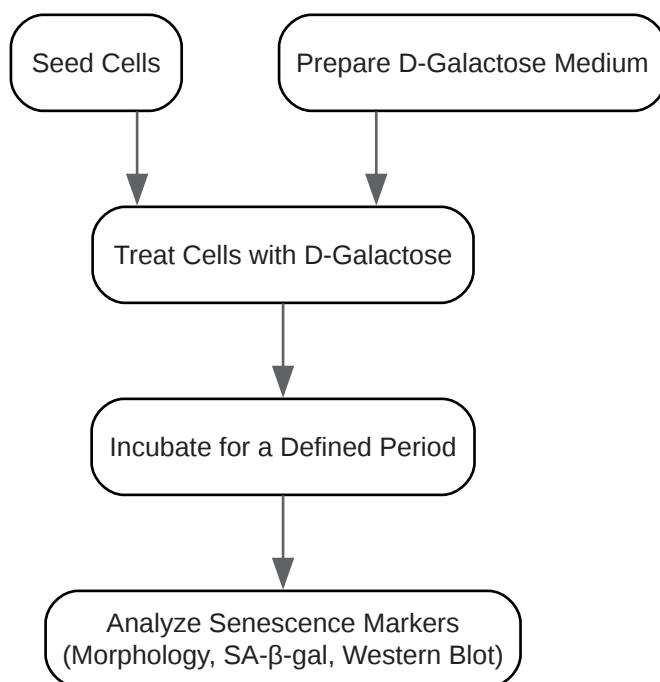 Seed Cells
Prepare D-Galactose Medium
Treat Cells with D-Galactose
Incubate for a Defined Period
Analyze Senescence Markers
(Morphology, SA-β-gal, Western Blot)